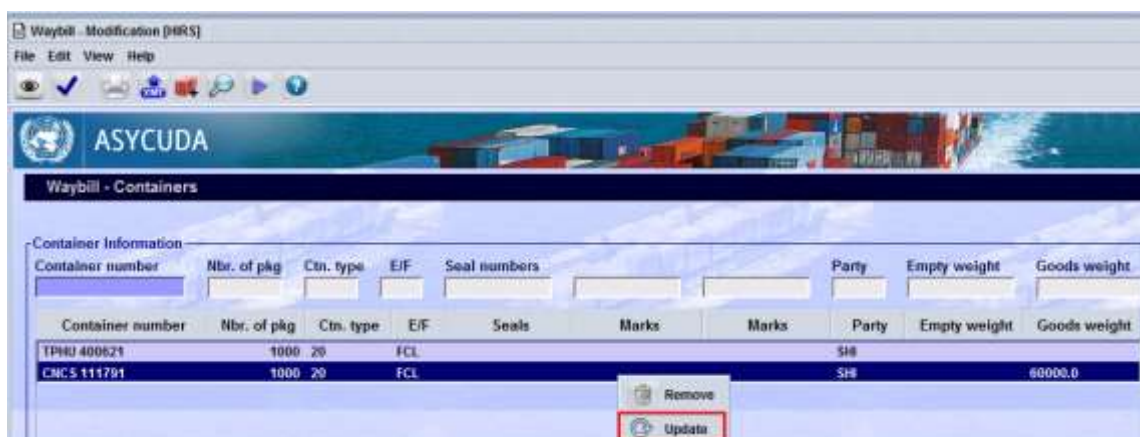 Waybill - Modification [HIRS]
File Edit View Help
XML
ASYCUDA
Waybill - Containers
Container Information
Container number Nbr. of pkg Ctn. type E/F Seal numbers Party Empty weight Goods weight
Container number Nbr. of pkg Ctn. type E/F Seals Marks Marks Party Empty weight Goods weight
TPHU 400621 1000 20 FCL SHI
CNCS 111791 1000 20 FCL SHI 60000.0
Remove
Update